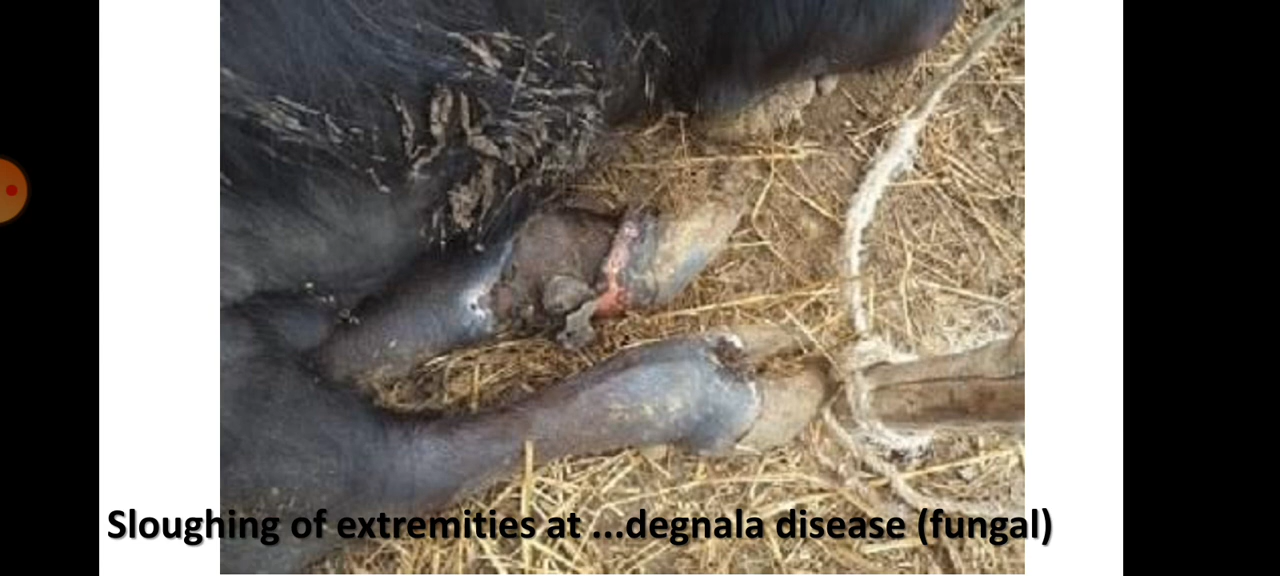 Sloughing of extremities at ...degnala disease (fungal)